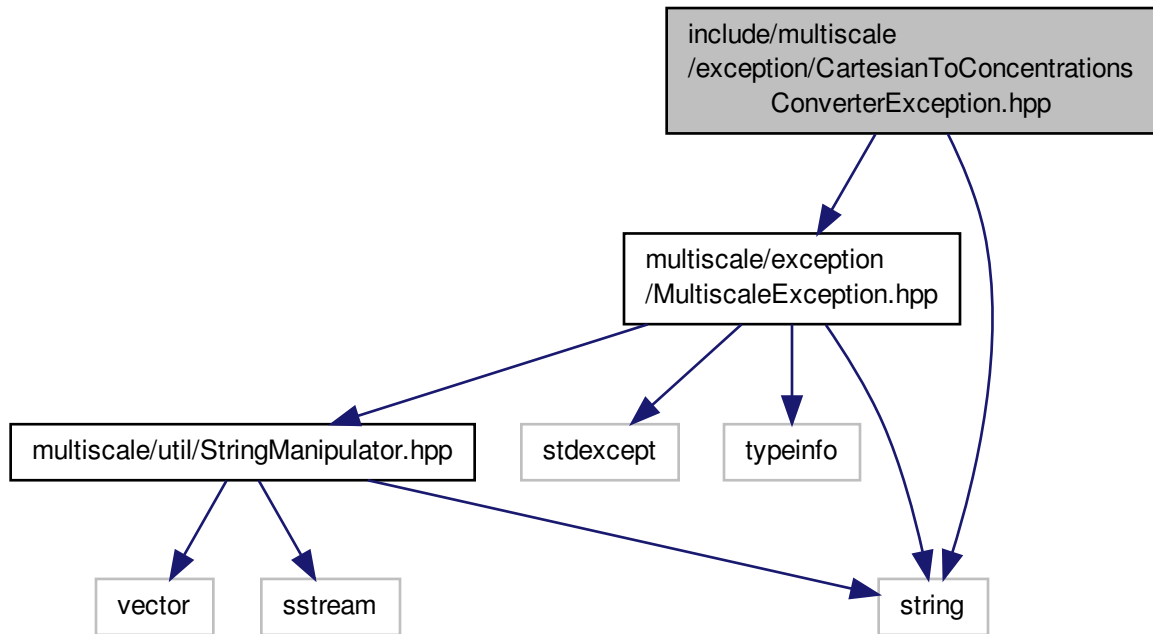 include/multiscale
/exception/CartesianToConcentrations
ConverterException.hpp
multiscale/exception
/MultiscaleException.hpp
multiscale/util/StringManipulator.hpp
stdexcept
typeinfo
vector
sstream
string